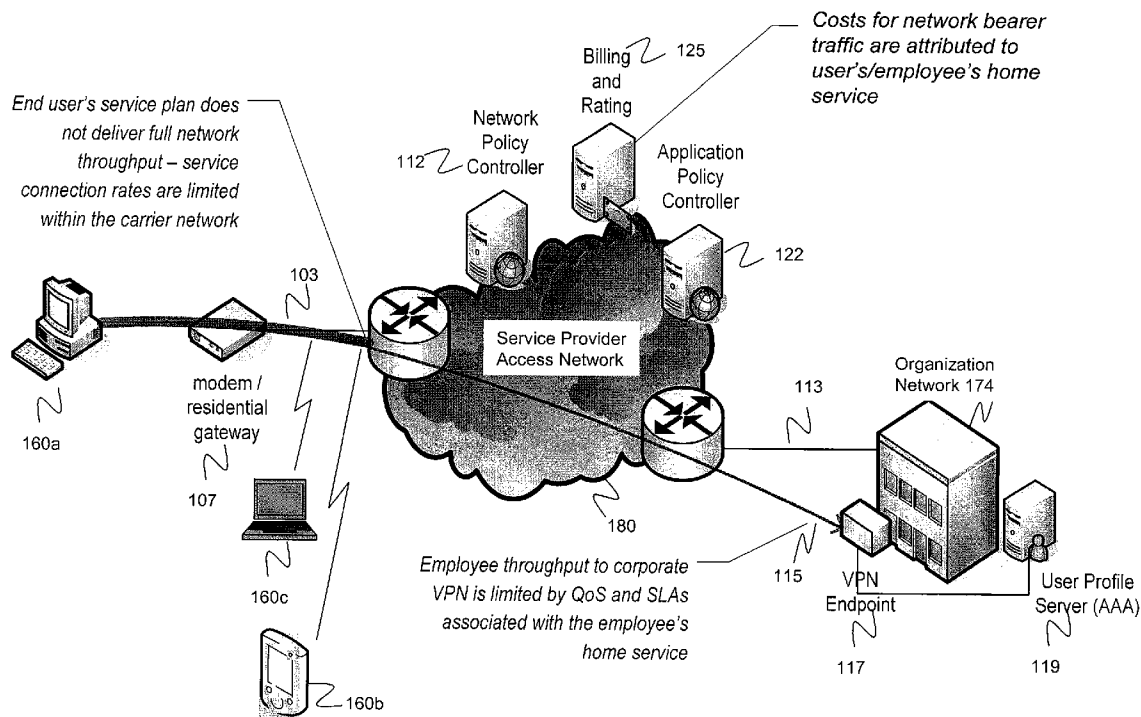 Costs for network bearer
traffic are attributed to
user's/employee's home
service
125
Billing
and
Rating
End user's service plan does
not deliver full network
throughput – service
connection rates are limited
within the carrier network
Network
Policy
Controller
112
Application
Policy
Controller
122
103
Service Provider
Access Network
160a
modem /
residential
gateway
107
Organization
Network 174
113
180
160c
Employee throughput to corporate
VPN is limited by QoS and SLAs
associated with the employee's
home service
115
VPN
Endpoint
117
User Profile
Server (AAA)
119
160b